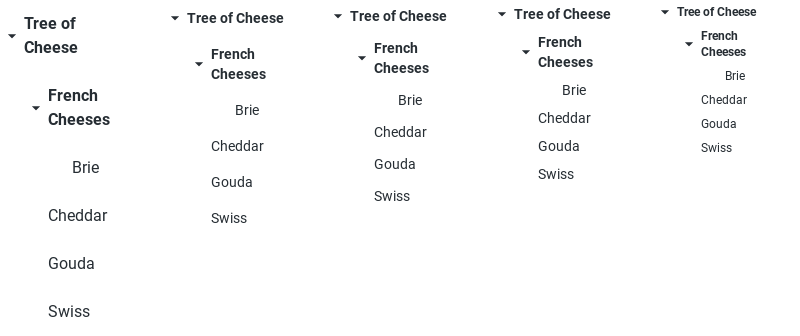 Tree of
Cheese
French
Cheeses
Brie
Cheddar
Gouda
Swiss
Tree of Cheese
French
Cheeses
Brie
Cheddar
Gouda
Swiss
Tree of Cheese
French
Cheeses
Brie
Cheddar
Gouda
Swiss
Tree of Cheese
French
Cheeses
Brie
Cheddar
Gouda
Swiss
Tree of Cheese
French
Cheeses
Brie
Cheddar
Gouda
Swiss